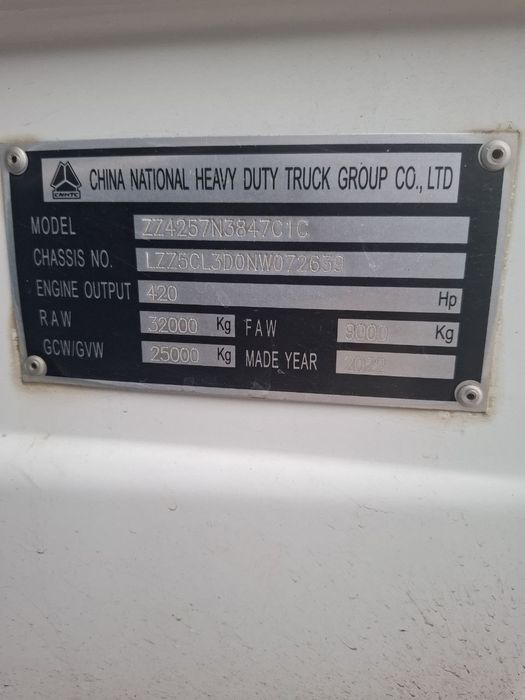 CNHTC CHINA NATIONAL HEAVY DUTY TRUCK GROUP CO., LTD
MODEL ZZ4257N3847C1C
CHASSIS NO. LZZ5CL3D0NW072639
ENGINE OUTPUT 420 Hp
RAW 32000 Kg FAW 9000 Kg
GCW/GVW 25000 Kg MADE YEAR 2022